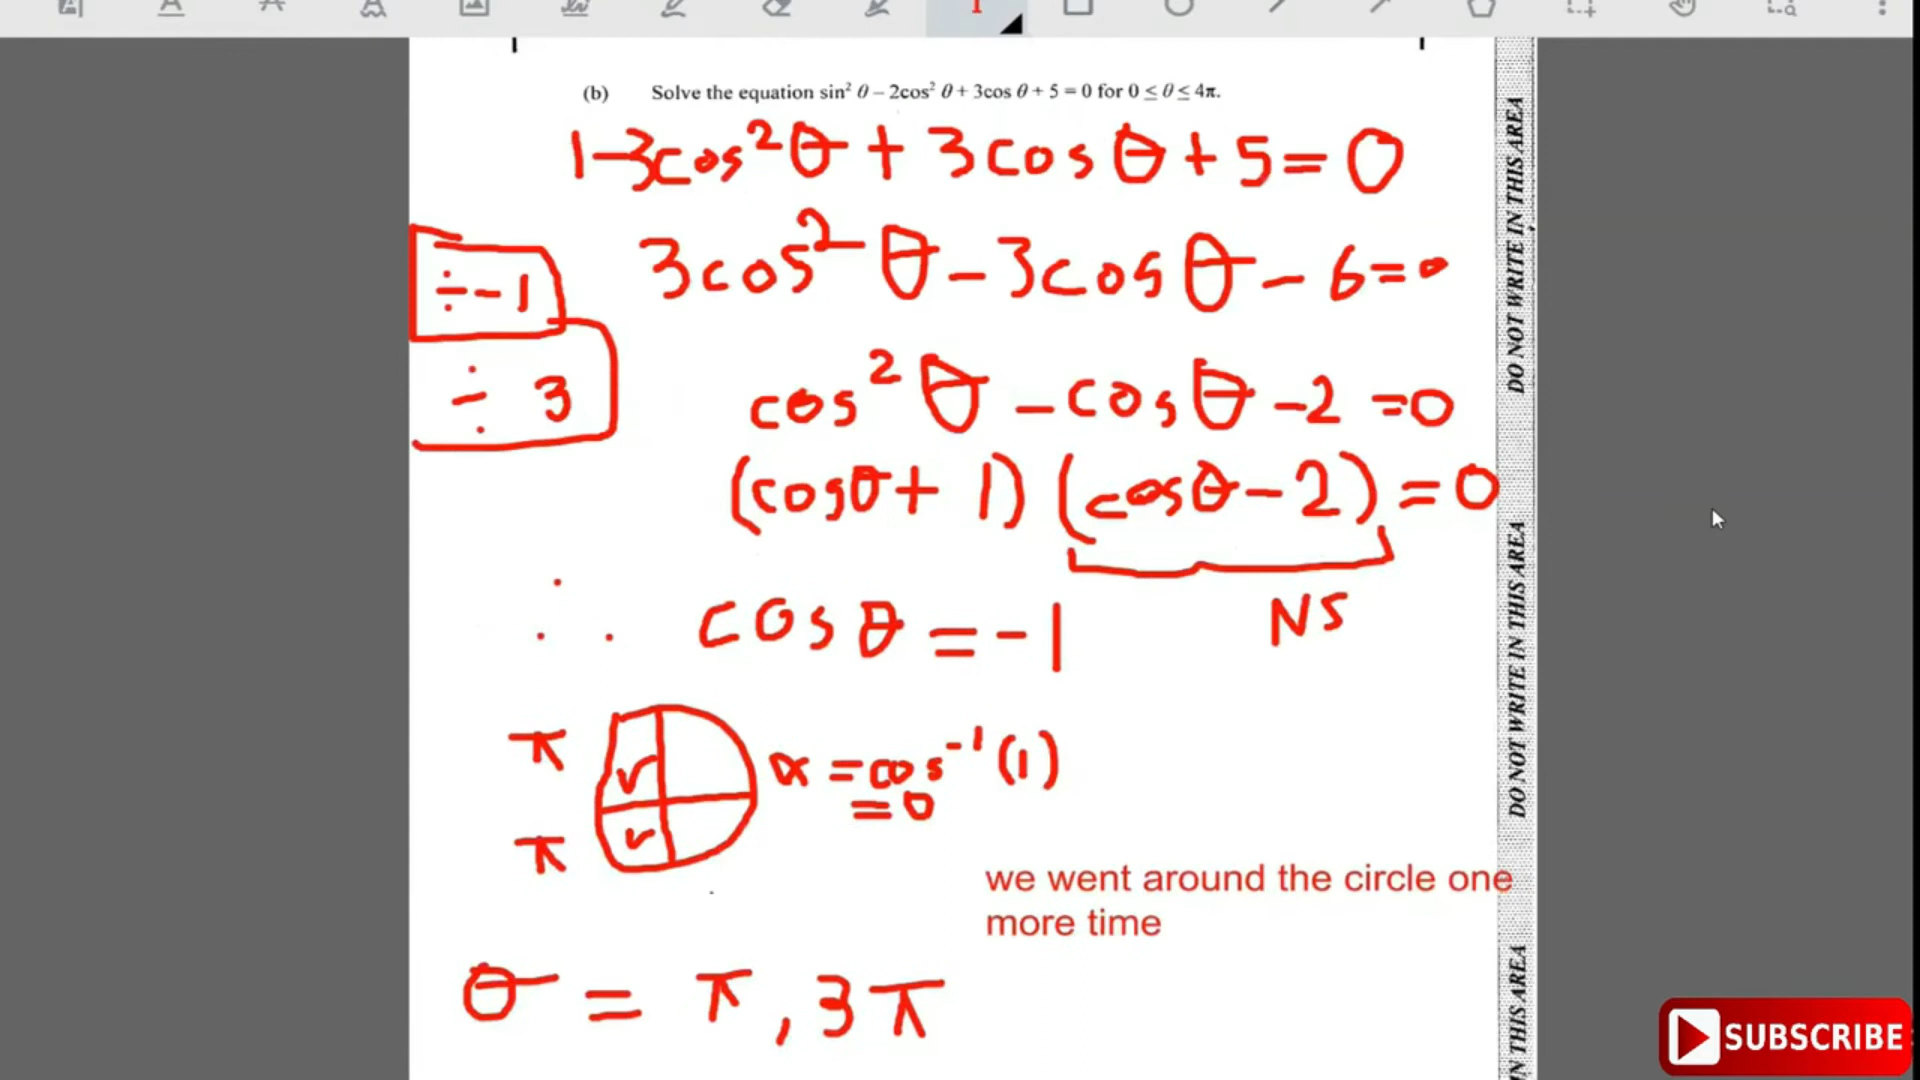 (b) Solve the equation sin² θ – 2cos² θ + 3cos θ + 5 = 0 for 0 ≤ θ ≤ 4π.
1-3cos²θ + 3cosθ + 5 = 0
÷-1
3cos²θ - 3cosθ - 6 = 0
÷ 3
cos²θ - cosθ - 2 = 0
(cosθ + 1) (cosθ - 2) = 0
∴ cosθ = -1
NS
π
α = cos⁻¹(1)
= 0
π
we went around the circle one
more time
θ = π, 3π
DO NOT WRITE IN THIS AREA
DO NOT WRITE IN THIS AREA
IN THIS AREA
SUBSCRIBE